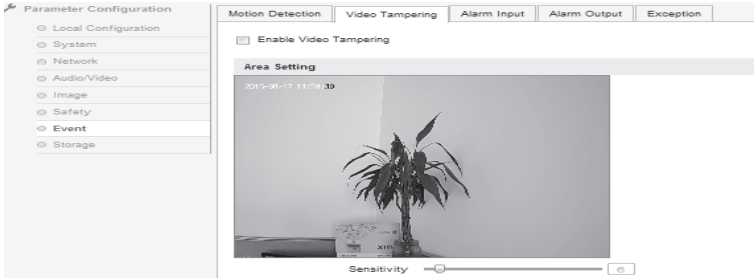 Parameter Configuration
Local Configuration
System
Network
Audio/Video
Image
Safety
Event
Storage
Motion Detection
Video Tampering
Alarm Input
Alarm Output
Exception
Enable Video Tampering
Area Setting
Sensitivity